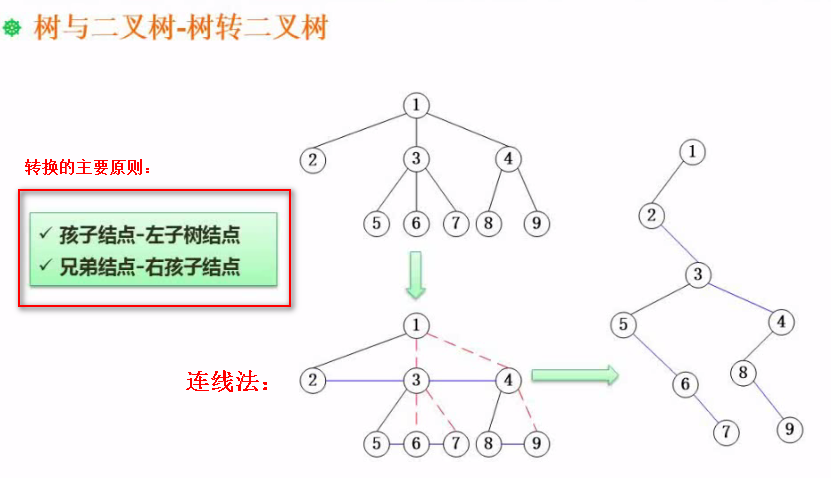 树与二叉树-树转二叉树
转换的主要原则：
✓ 孩子结点-左子树结点
✓ 兄弟结点-右孩子结点
1
2 3 4
5 6 7 8 9
连线法：
1
2 3 4
5 6 7 8 9
1
2
3
5 4
6 8
7 9